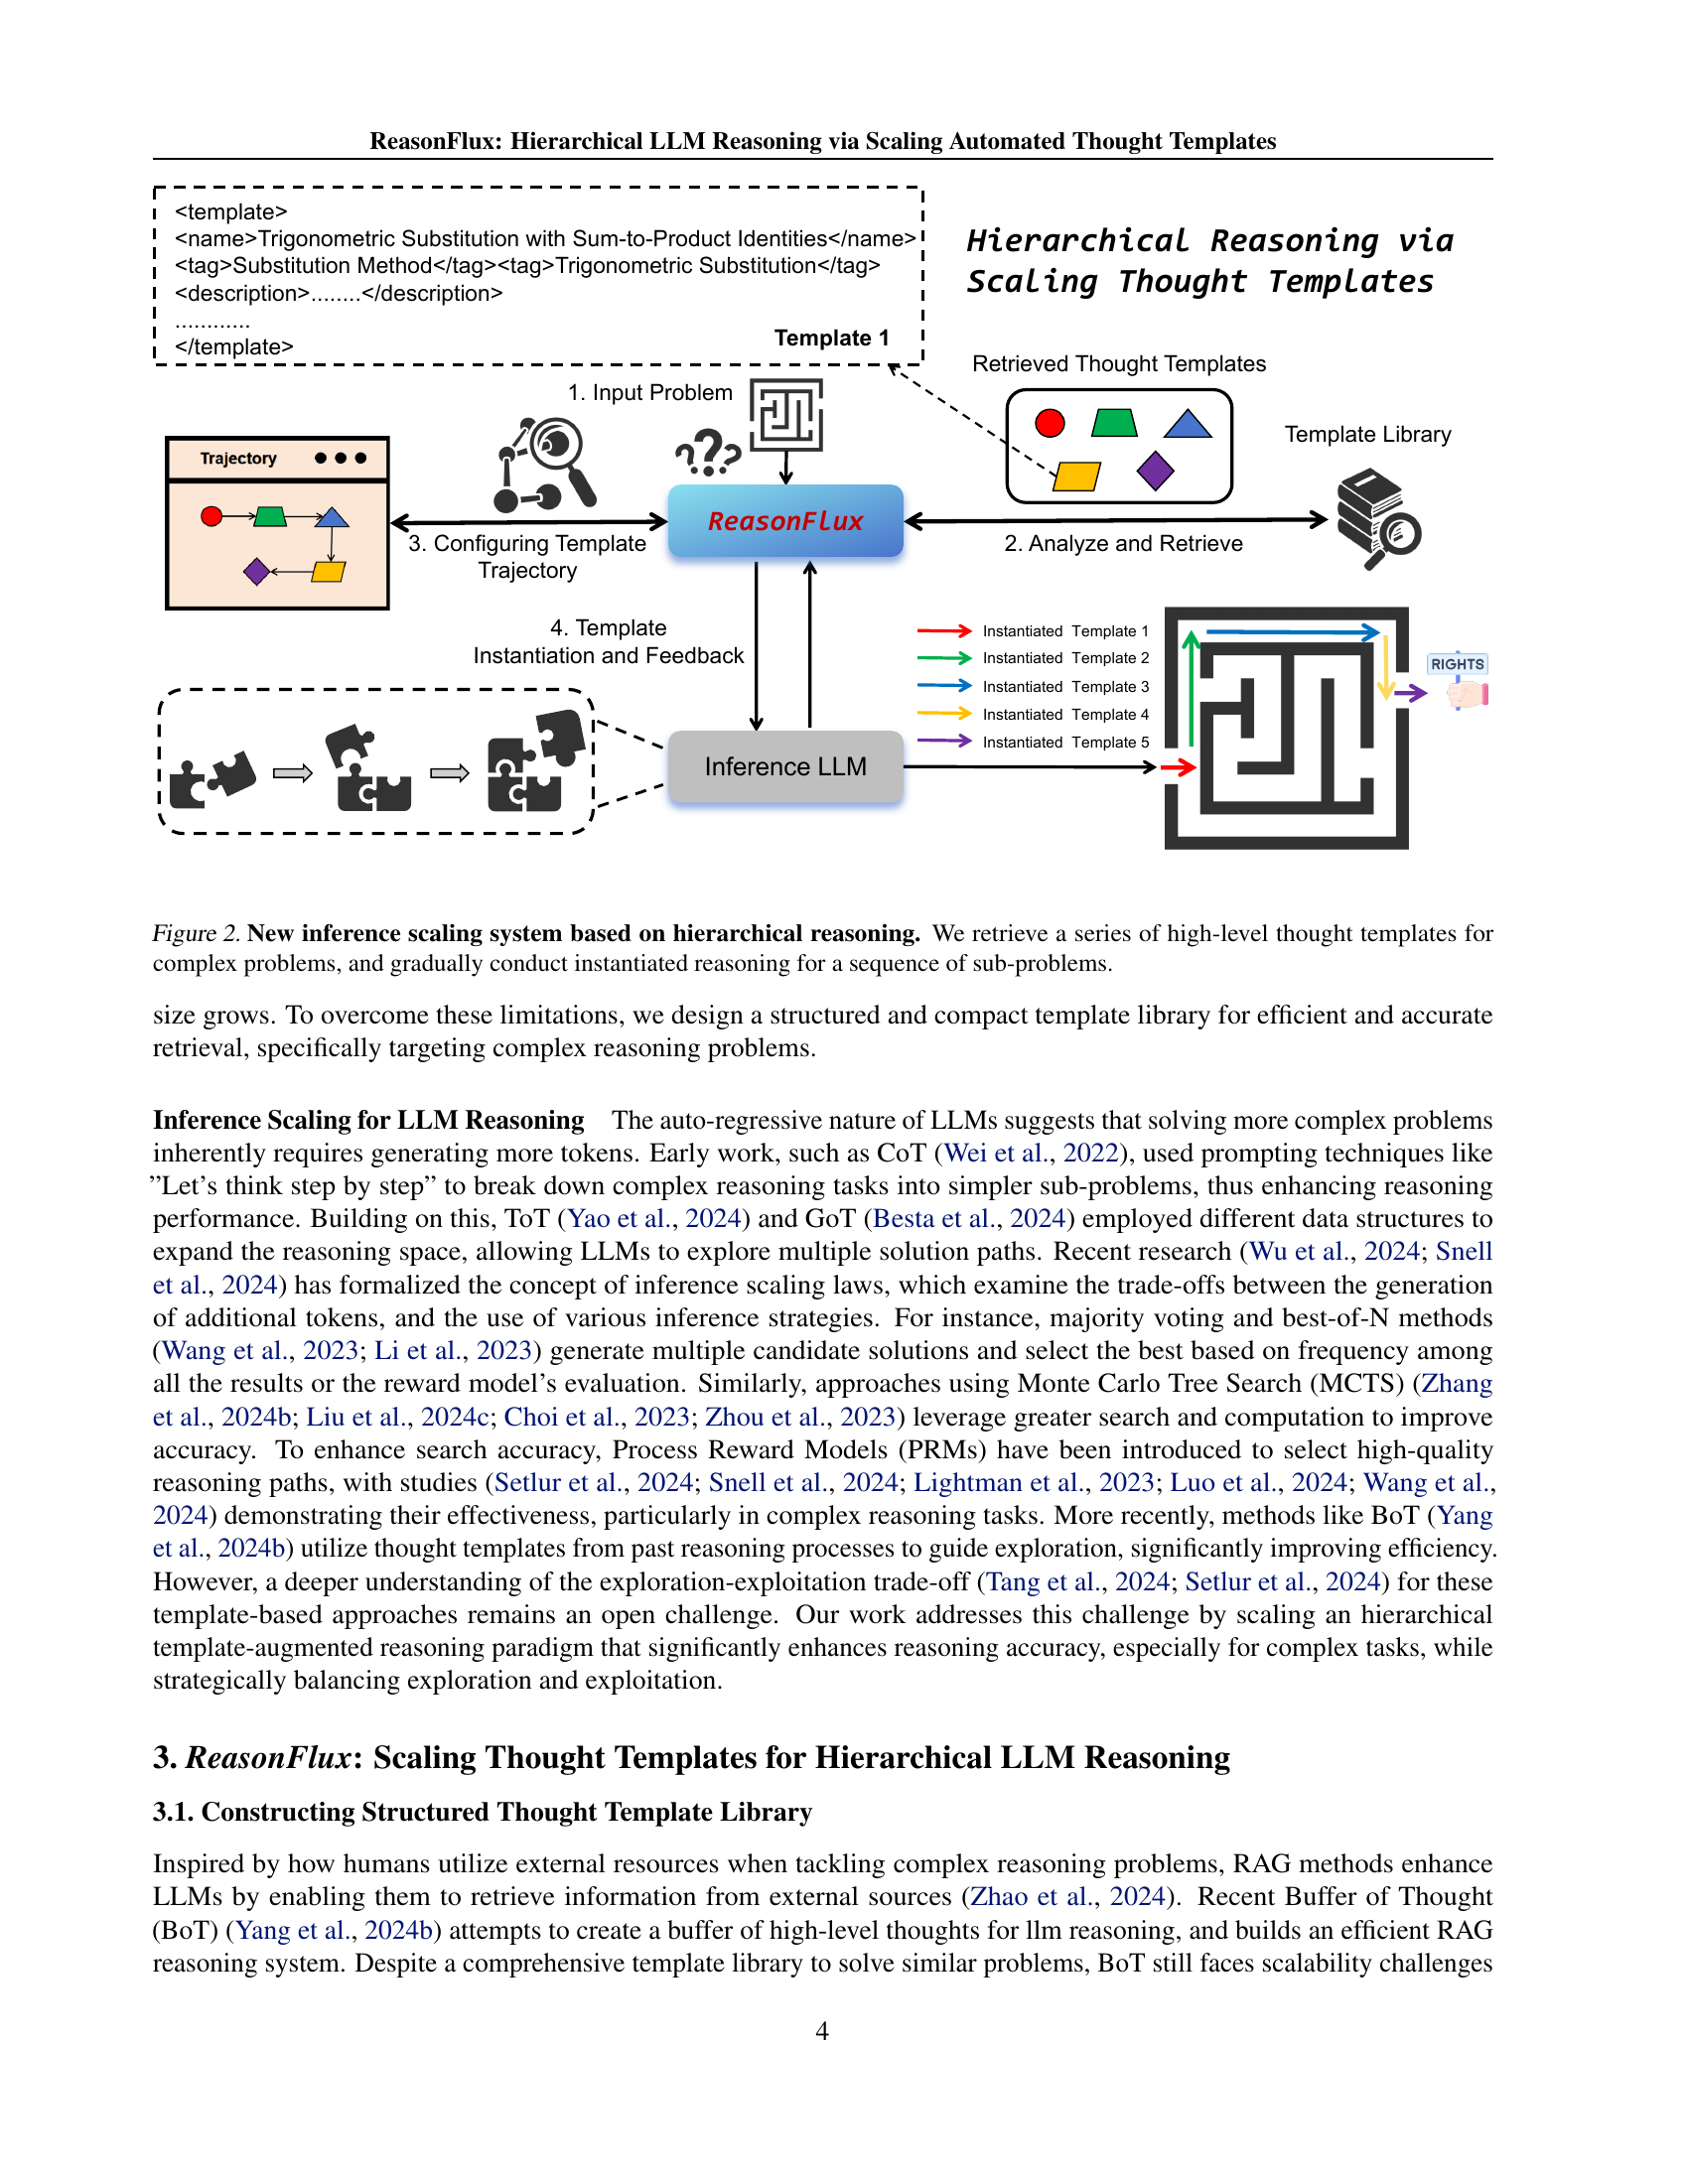 ReasonFlux: Hierarchical LLM Reasoning via Scaling Automated Thought Templates
<template>
<name>Trigonometric Substitution with Sum-to-Product Identities</name>
<tag>Substitution Method</tag><tag>Trigonometric Substitution</tag>
<description>........</description>
............
</template>
Template 1
Hierarchical Reasoning via
Scaling Thought Templates
Retrieved Thought Templates
1. Input Problem
Template Library
Trajectory
???
ReasonFlux
3. Configuring Template
Trajectory
2. Analyze and Retrieve
4. Template
Instantiation and Feedback
Instantiated Template 1
Instantiated Template 2
Instantiated Template 3
Instantiated Template 4
Instantiated Template 5
RIGHTS
Inference LLM
Figure 2. New inference scaling system based on hierarchical reasoning. We retrieve a series of high-level thought templates for
complex problems, and gradually conduct instantiated reasoning for a sequence of sub-problems.
size grows. To overcome these limitations, we design a structured and compact template library for efficient and accurate
retrieval, specifically targeting complex reasoning problems.
Inference Scaling for LLM Reasoning The auto-regressive nature of LLMs suggests that solving more complex problems
inherently requires generating more tokens. Early work, such as CoT (Wei et al., 2022), used prompting techniques like
”Let’s think step by step” to break down complex reasoning tasks into simpler sub-problems, thus enhancing reasoning
performance. Building on this, ToT (Yao et al., 2024) and GoT (Besta et al., 2024) employed different data structures to
expand the reasoning space, allowing LLMs to explore multiple solution paths. Recent research (Wu et al., 2024; Snell
et al., 2024) has formalized the concept of inference scaling laws, which examine the trade-offs between the generation
of additional tokens, and the use of various inference strategies. For instance, majority voting and best-of-N methods
(Wang et al., 2023; Li et al., 2023) generate multiple candidate solutions and select the best based on frequency among
all the results or the reward model’s evaluation. Similarly, approaches using Monte Carlo Tree Search (MCTS) (Zhang
et al., 2024b; Liu et al., 2024c; Choi et al., 2023; Zhou et al., 2023) leverage greater search and computation to improve
accuracy. To enhance search accuracy, Process Reward Models (PRMs) have been introduced to select high-quality
reasoning paths, with studies (Setlur et al., 2024; Snell et al., 2024; Lightman et al., 2023; Luo et al., 2024; Wang et al.,
2024) demonstrating their effectiveness, particularly in complex reasoning tasks. More recently, methods like BoT (Yang
et al., 2024b) utilize thought templates from past reasoning processes to guide exploration, significantly improving efficiency.
However, a deeper understanding of the exploration-exploitation trade-off (Tang et al., 2024; Setlur et al., 2024) for these
template-based approaches remains an open challenge. Our work addresses this challenge by scaling an hierarchical
template-augmented reasoning paradigm that significantly enhances reasoning accuracy, especially for complex tasks, while
strategically balancing exploration and exploitation.
3. ReasonFlux: Scaling Thought Templates for Hierarchical LLM Reasoning
3.1. Constructing Structured Thought Template Library
Inspired by how humans utilize external resources when tackling complex reasoning problems, RAG methods enhance
LLMs by enabling them to retrieve information from external sources (Zhao et al., 2024). Recent Buffer of Thought
(BoT) (Yang et al., 2024b) attempts to create a buffer of high-level thoughts for llm reasoning, and builds an efficient RAG
reasoning system. Despite a comprehensive template library to solve similar problems, BoT still faces scalability challenges
4